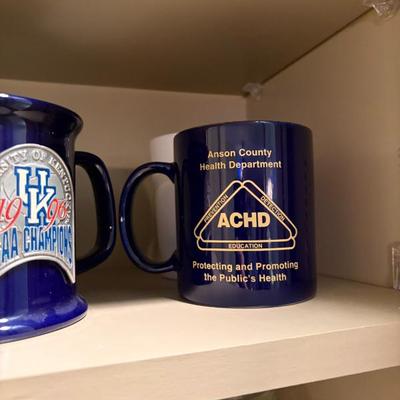 UNIVERSITY OF KENTUCKY
UK
1996
NCAA CHAMPIONS
Anson County
Health Department
PREVENTION
DETECTION
ACHD
EDUCATION
Protecting and Promoting
the Public's Health